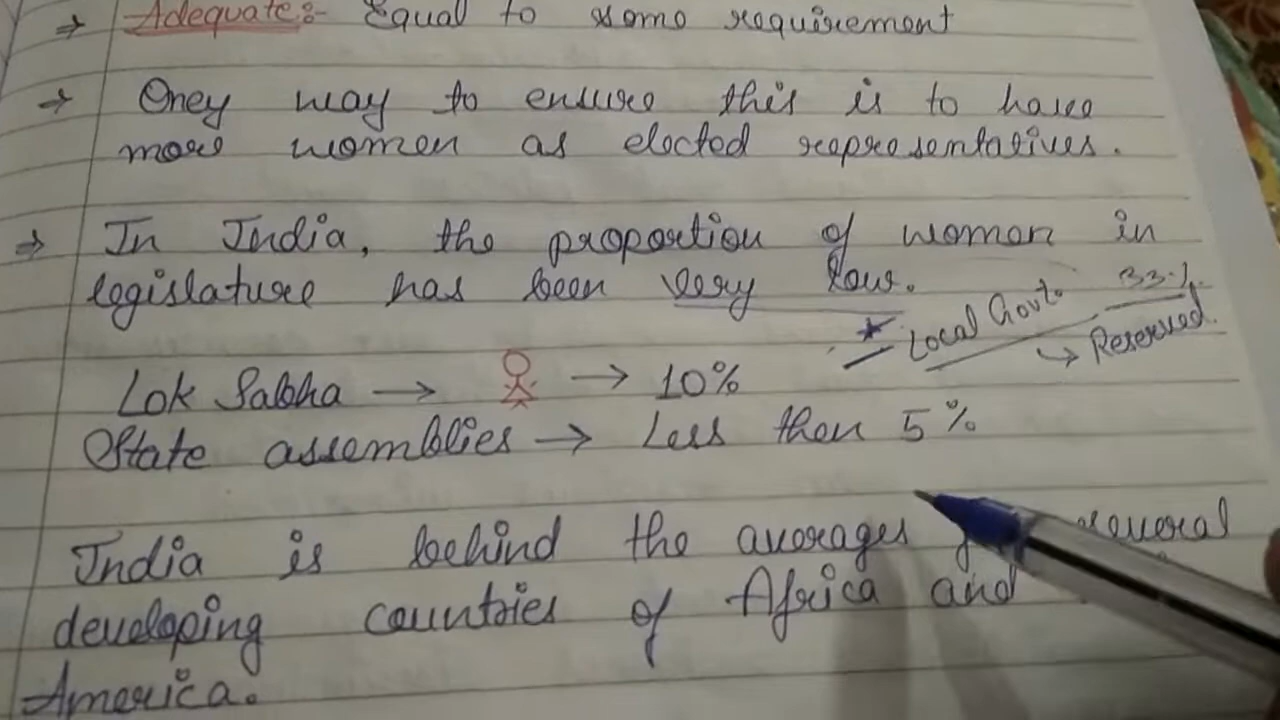 ⇒ Adequate:- Equal to some requirement
⇒ Oney way to ensure this is to have
more women as elected representatives.
⇒ In India, the proportion of women in
legislature has been very low.
* Local Govt. 33%
→ Reserved.
Lok Sabha → → 10%
State assemblies → Less then 5%
India is behind the averages several
developing countries of Africa and
America.